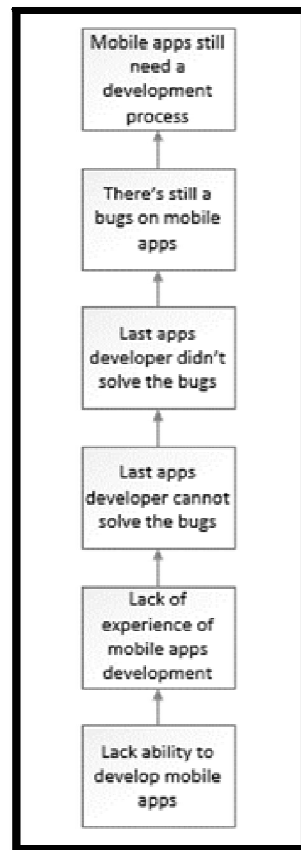 Mobile apps still
need a
development
process
There's still a
bugs on mobile
apps
Last apps
developer didn't
solve the bugs
Last apps
developer cannot
solve the bugs
Lack of
experience of
mobile apps
development
Lack ability to
develop mobile
apps